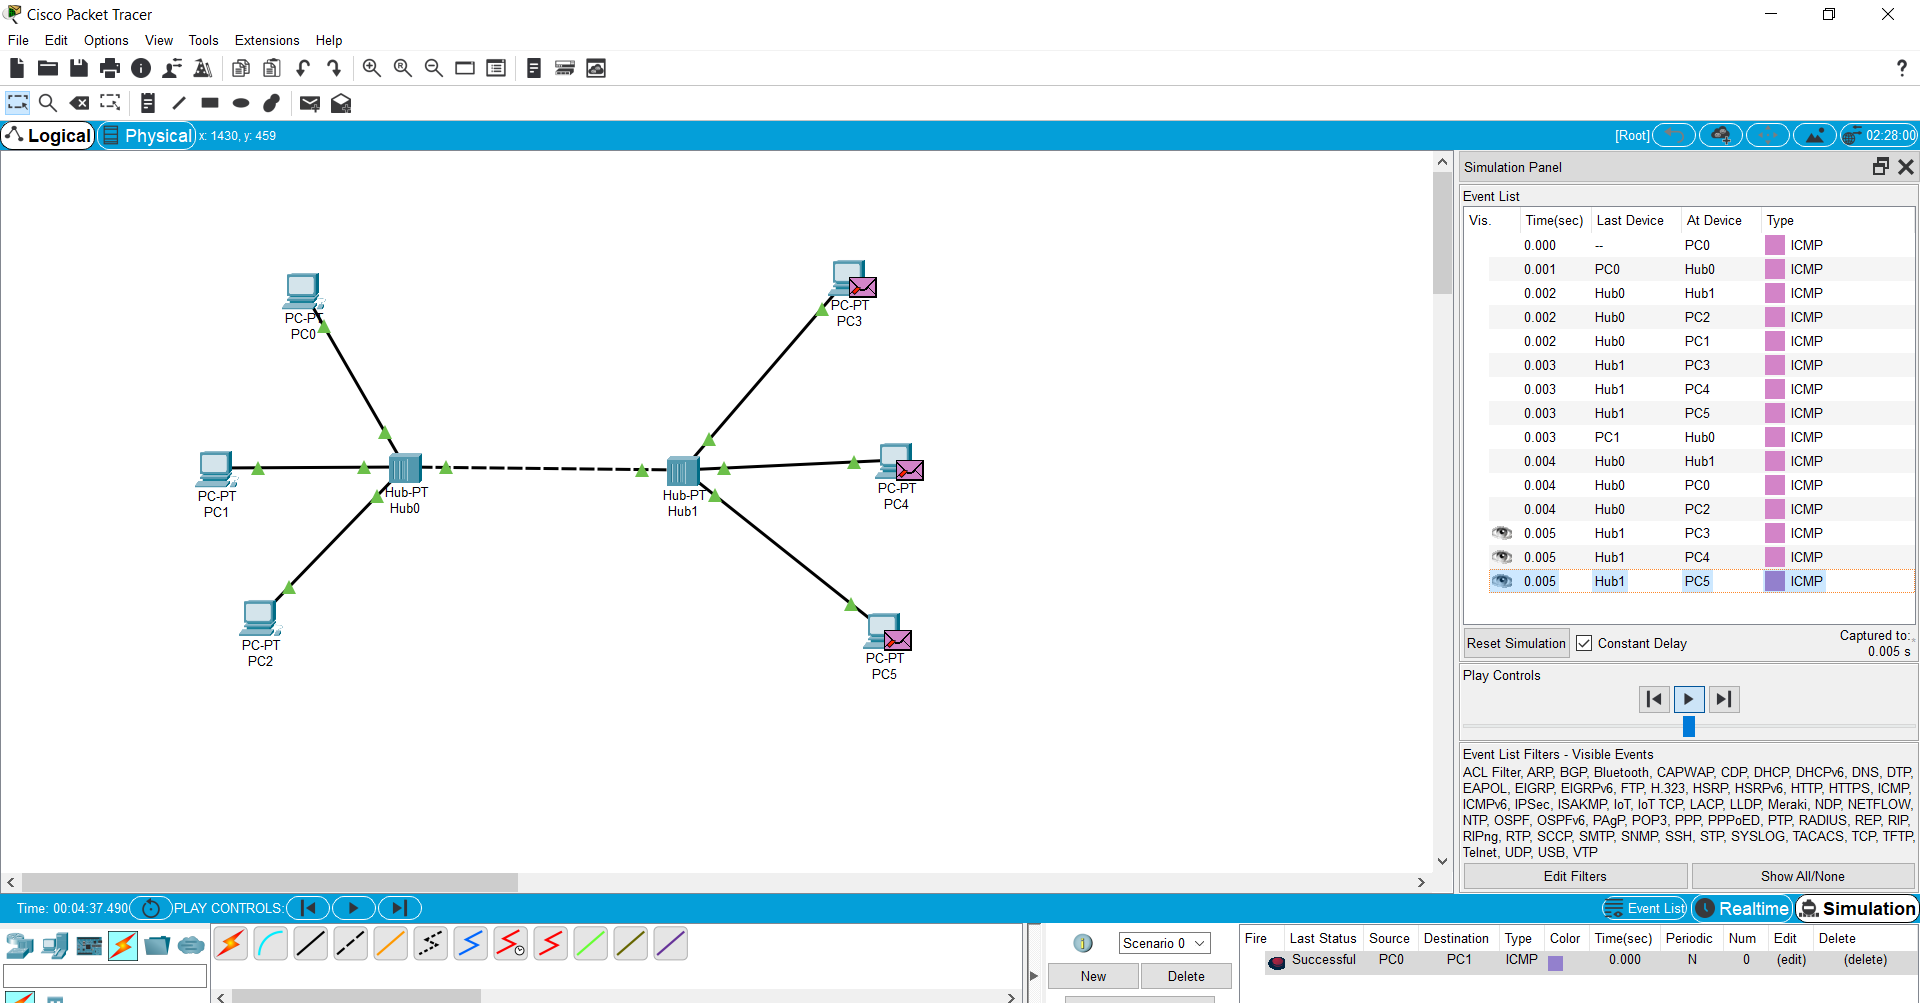 Cisco Packet Tracer
File Edit Options View Tools Extensions Help
?
Logical Physical x: 1430, y: 459 [Root] 02:28:00
PC-PT
PC0
PC-PT
PC1
PC-PT
PC2
Hub-PT
Hub0
Hub-PT
Hub1
PC-PT
PC3
PC-PT
PC4
PC-PT
PC5
Simulation Panel
Event List
Vis. Time(sec) Last Device At Device Type
0.000 -- PC0 ICMP
0.001 PC0 Hub0 ICMP
0.002 Hub0 Hub1 ICMP
0.002 Hub0 PC2 ICMP
0.002 Hub0 PC1 ICMP
0.003 Hub1 PC3 ICMP
0.003 Hub1 PC4 ICMP
0.003 Hub1 PC5 ICMP
0.003 PC1 Hub0 ICMP
0.004 Hub0 Hub1 ICMP
0.004 Hub0 PC0 ICMP
0.004 Hub0 PC2 ICMP
0.005 Hub1 PC3 ICMP
0.005 Hub1 PC4 ICMP
0.005 Hub1 PC5 ICMP
Reset Simulation Constant Delay Captured to:
0.005 s
Play Controls
Event List Filters - Visible Events
ACL Filter, ARP, BGP, Bluetooth, CAPWAP, CDP, DHCP, DHCPv6, DNS, DTP,
EAPOL, EIGRP, EIGRPv6, FTP, H.323, HSRP, HSRPv6, HTTP, HTTPS, ICMP,
ICMPv6, IPSec, ISAKMP, IoT, IoT TCP, LACP, LLDP, Meraki, NDP, NETFLOW,
NTP, OSPF, OSPFv6, PAgP, POP3, PPP, PPPoED, PTP, RADIUS, REP, RIP,
RIPng, RTP, SCCP, SMTP, SNMP, SSH, STP, SYSLOG, TACACS, TCP, TFTP,
Telnet, UDP, USB, VTP
Edit Filters Show All/None
Time: 00:04:37.490 PLAY CONTROLS: Event List Realtime Simulation
1 Scenario 0
New Delete
Fire Last Status Source Destination Type Color Time(sec) Periodic Num Edit Delete
Successful PC0 PC1 ICMP 0.000 N 0 (edit) (delete)